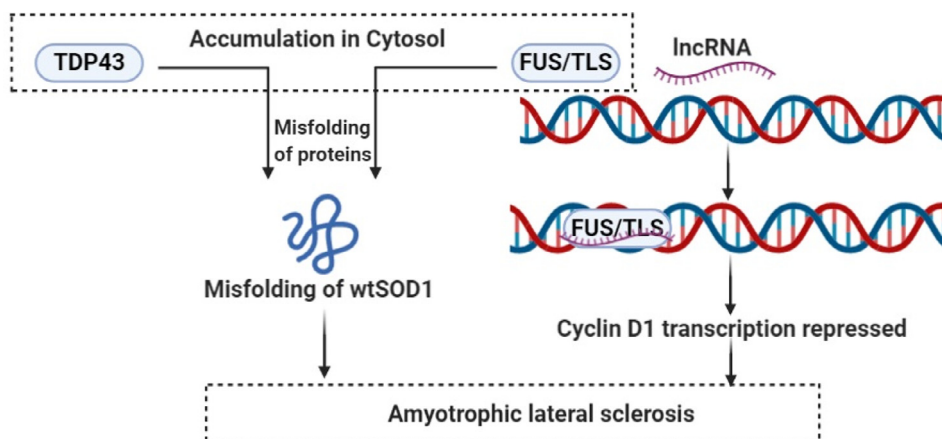 Accumulation in Cytosol
TDP43
FUS/TLS
lncRNA
Misfolding
of proteins
FUS/TLS
Misfolding of wtSOD1
Cyclin D1 transcription repressed
Amyotrophic lateral sclerosis